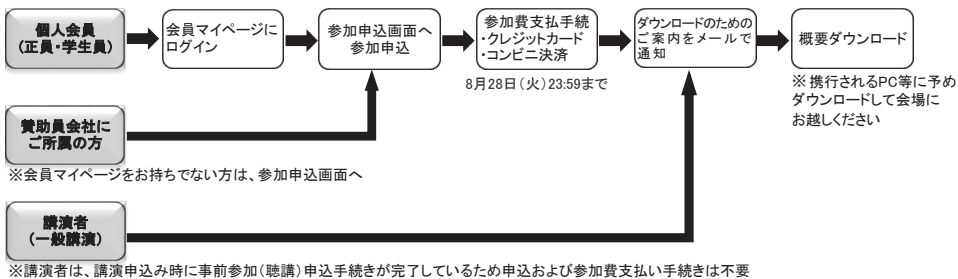 個人会員
(正員・学生員)
会員マイページに
ログイン
参加申込画面へ
参加申込
参加費支払手続
・クレジットカード
・コンビニ決済
8月28日(火)23:59まで
ダウンロードのための
ご案内をメールで
通知
概要ダウンロード
※携行されるPC等に予め
ダウンロードして会場に
お越しください
賛助員会社に
ご所属の方
※会員マイページをお持ちでない方は、参加申込画面へ
講演者
(一般講演)
※講演者は、講演申込み時に事前参加(聴講)申込手続きが完了しているため申込および参加費支払い手続きは不要